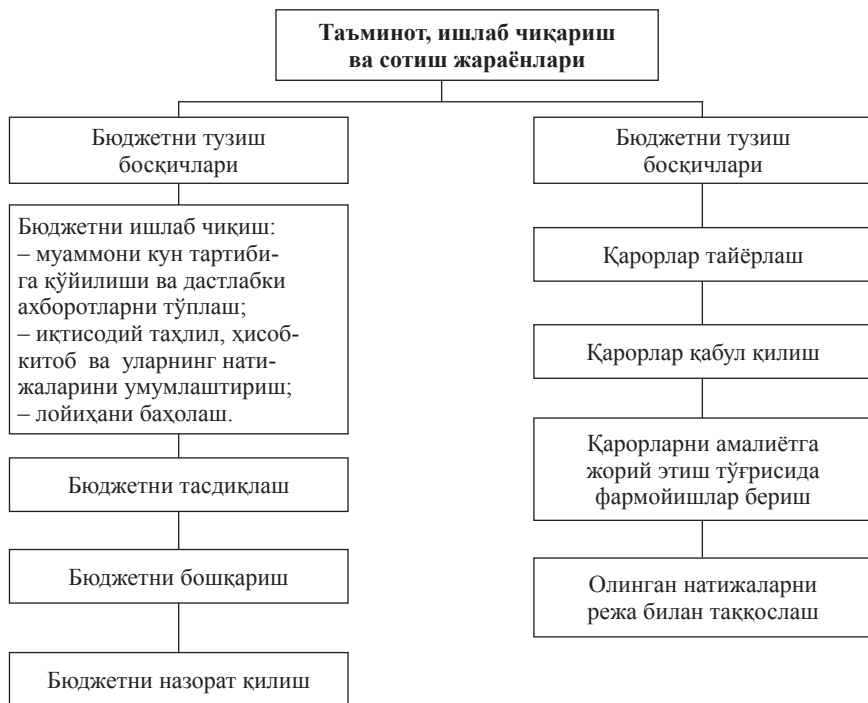 Таъминот, ишлаб чиқариш
ва сотиш жараёнлари
Бюджетни тузиш
босқичлари
Бюджетни ишлаб чиқиш:
– муаммони кун тартиби-
га қўйилиши ва дастлабки
ахборотларни тўплаш;
– иқтисодий таҳлил, ҳисоб-
китоб ва уларнинг нати-
жаларини умумлаштириш;
– лойиҳани баҳолаш.
Бюджетни тасдиқлаш
Бюджетни бошқариш
Бюджетни назорат қилиш
Бюджетни тузиш
босқичлари
Қарорлар тайёрлаш
Қарорлар қабул қилиш
Қарорларни амалиётга
жорий этиш тўғрисида
фармойишлар бериш
Олинган натижаларни
режа билан таққослаш